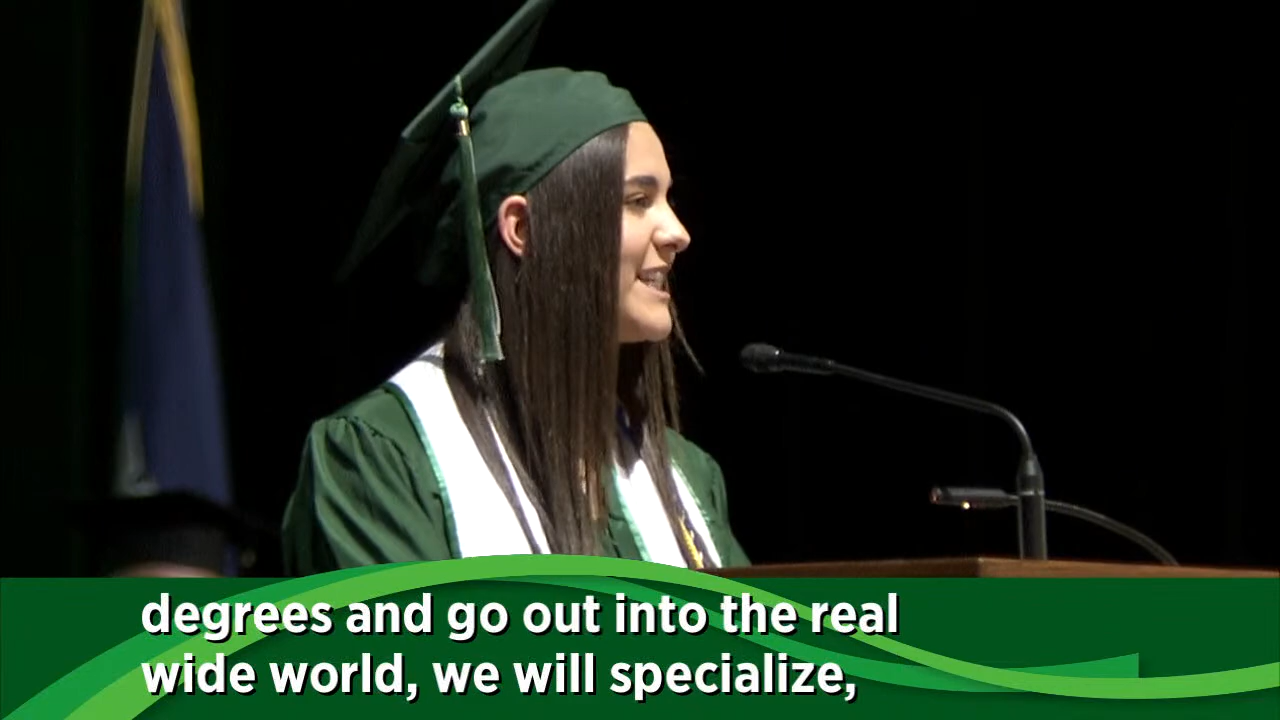 degrees and go out into the real
wide world, we will specialize,